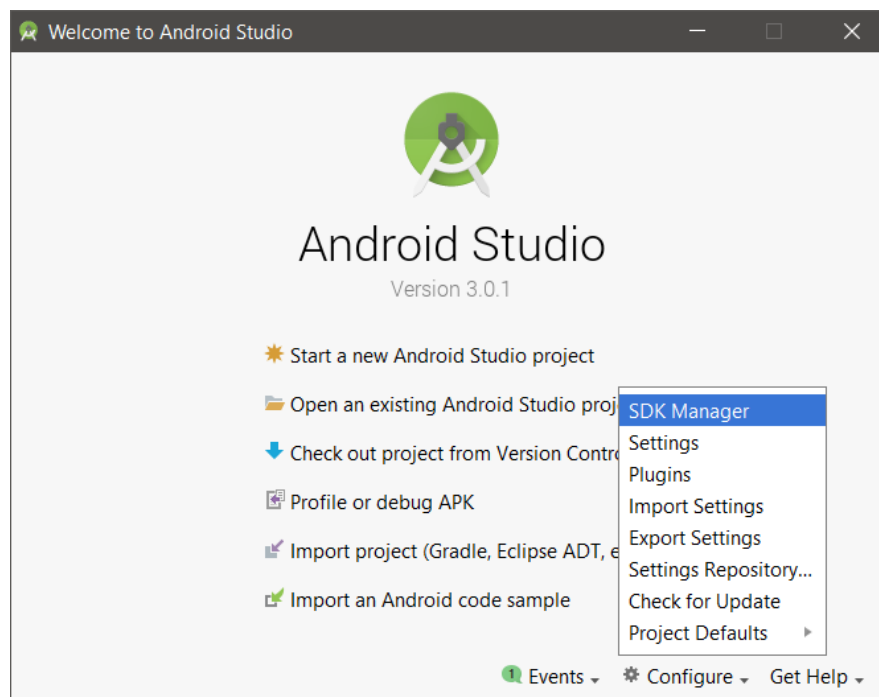 Welcome to Android Studio
Android Studio
Version 3.0.1
Start a new Android Studio project
Open an existing Android Studio proj
Check out project from Version Contro
Profile or debug APK
Import project (Gradle, Eclipse ADT, e
Import an Android code sample
SDK Manager
Settings
Plugins
Import Settings
Export Settings
Settings Repository...
Check for Update
Project Defaults
1 Events Configure Get Help